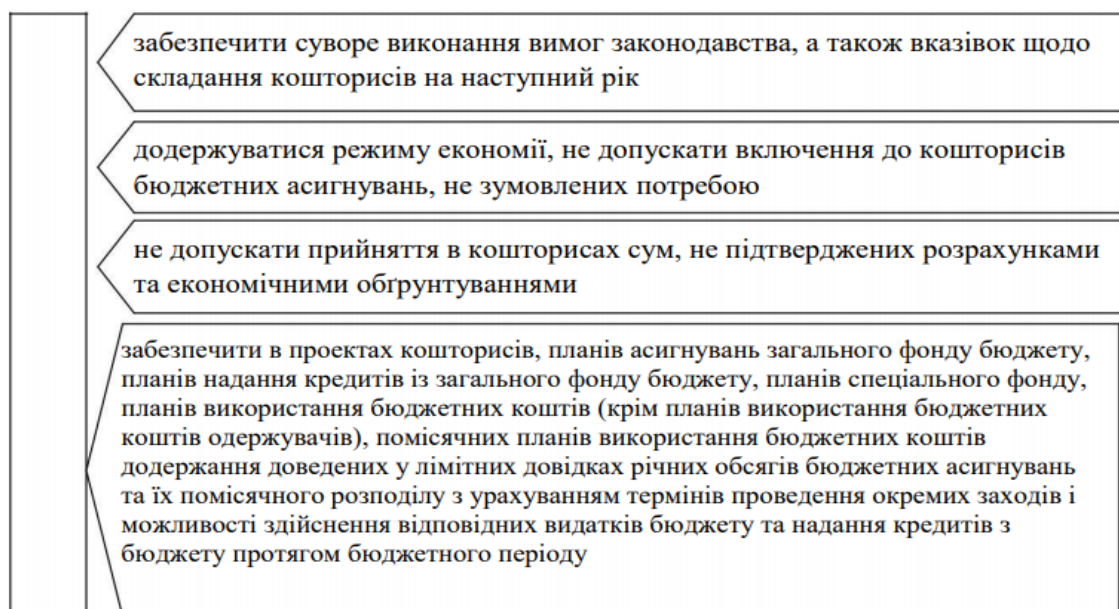 забезпечити суворе виконання вимог законодавства, а також вказівок щодо
складання кошторисів на наступний рік
додержуватися режиму економії, не допускати включення до кошторисів
бюджетних асигнувань, не зумовлених потребою
не допускати прийняття в кошторисах сум, не підтверджених розрахунками
та економічними обґрунтуваннями
забезпечити в проектах кошторисів, планів асигнувань загального фонду бюджету,
планів надання кредитів із загального фонду бюджету, планів спеціального фонду,
планів використання бюджетних коштів (крім планів використання бюджетних
коштів одержувачів), помісячних планів використання бюджетних коштів
додержання доведених у лімітних довідках річних обсягів бюджетних асигнувань
та їх помісячного розподілу з урахуванням термінів проведення окремих заходів і
можливості здійснення відповідних видатків бюджету та надання кредитів з
бюджету протягом бюджетного періоду